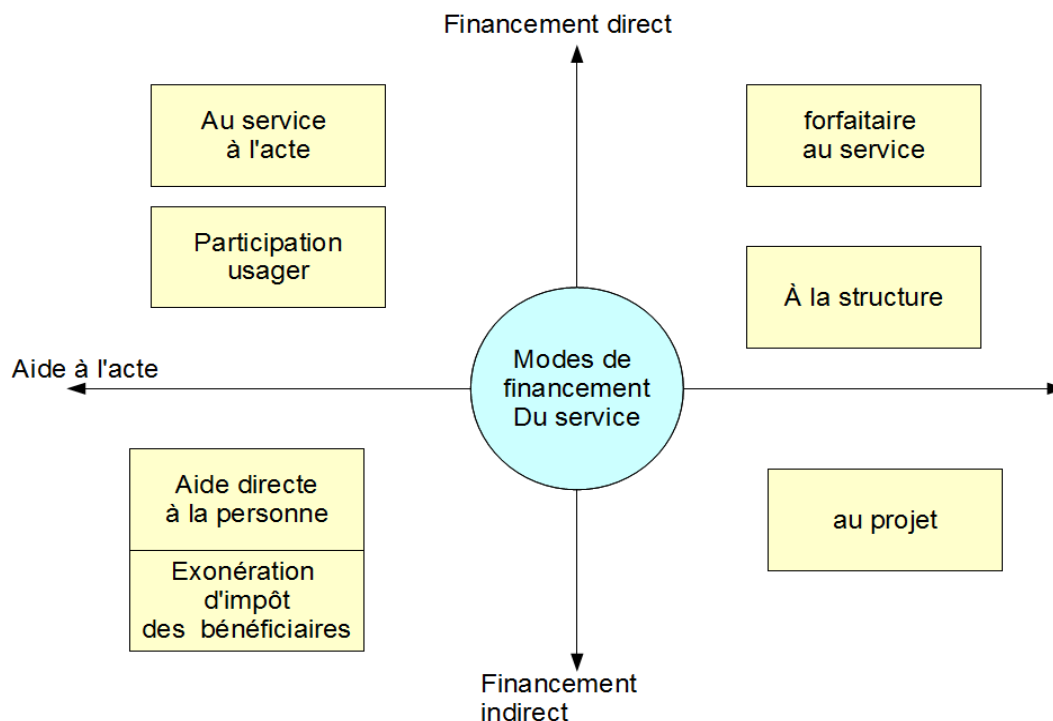 Financement direct
Au service
à l'acte
forfaitaire
au service
Participation
usager
À la structure
Aide à l'acte
Modes de
financement
Du service
Aide directe
à la personne
au projet
Exonération
d'impôt
des bénéficiaires
Financement
indirect